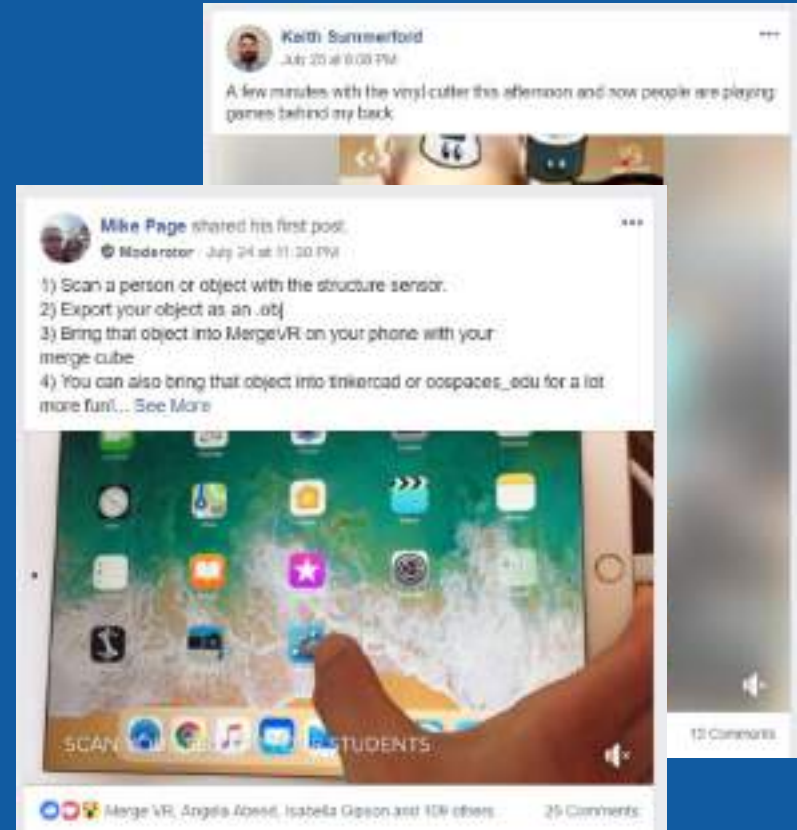 Keith Summerford
July 25 at 8:08 PM
A few minutes with the vinyl cutter this afternoon and now people are playing
games behind my back
Mike Page shared his first post.
Moderator · July 24 at 11:30 PM
1) Scan a person or object with the structure sensor.
2) Export your object as an .obj
3) Bring that object into MergeVR on your phone with your
merge cube
4) You can also bring that object into tinkercad or cospaces_edu for a lot
more fun!... See More
SCAN STUDENTS
Merge VR, Angela Abend, Isabella Gipson and 109 others
25 Comments
12 Comments